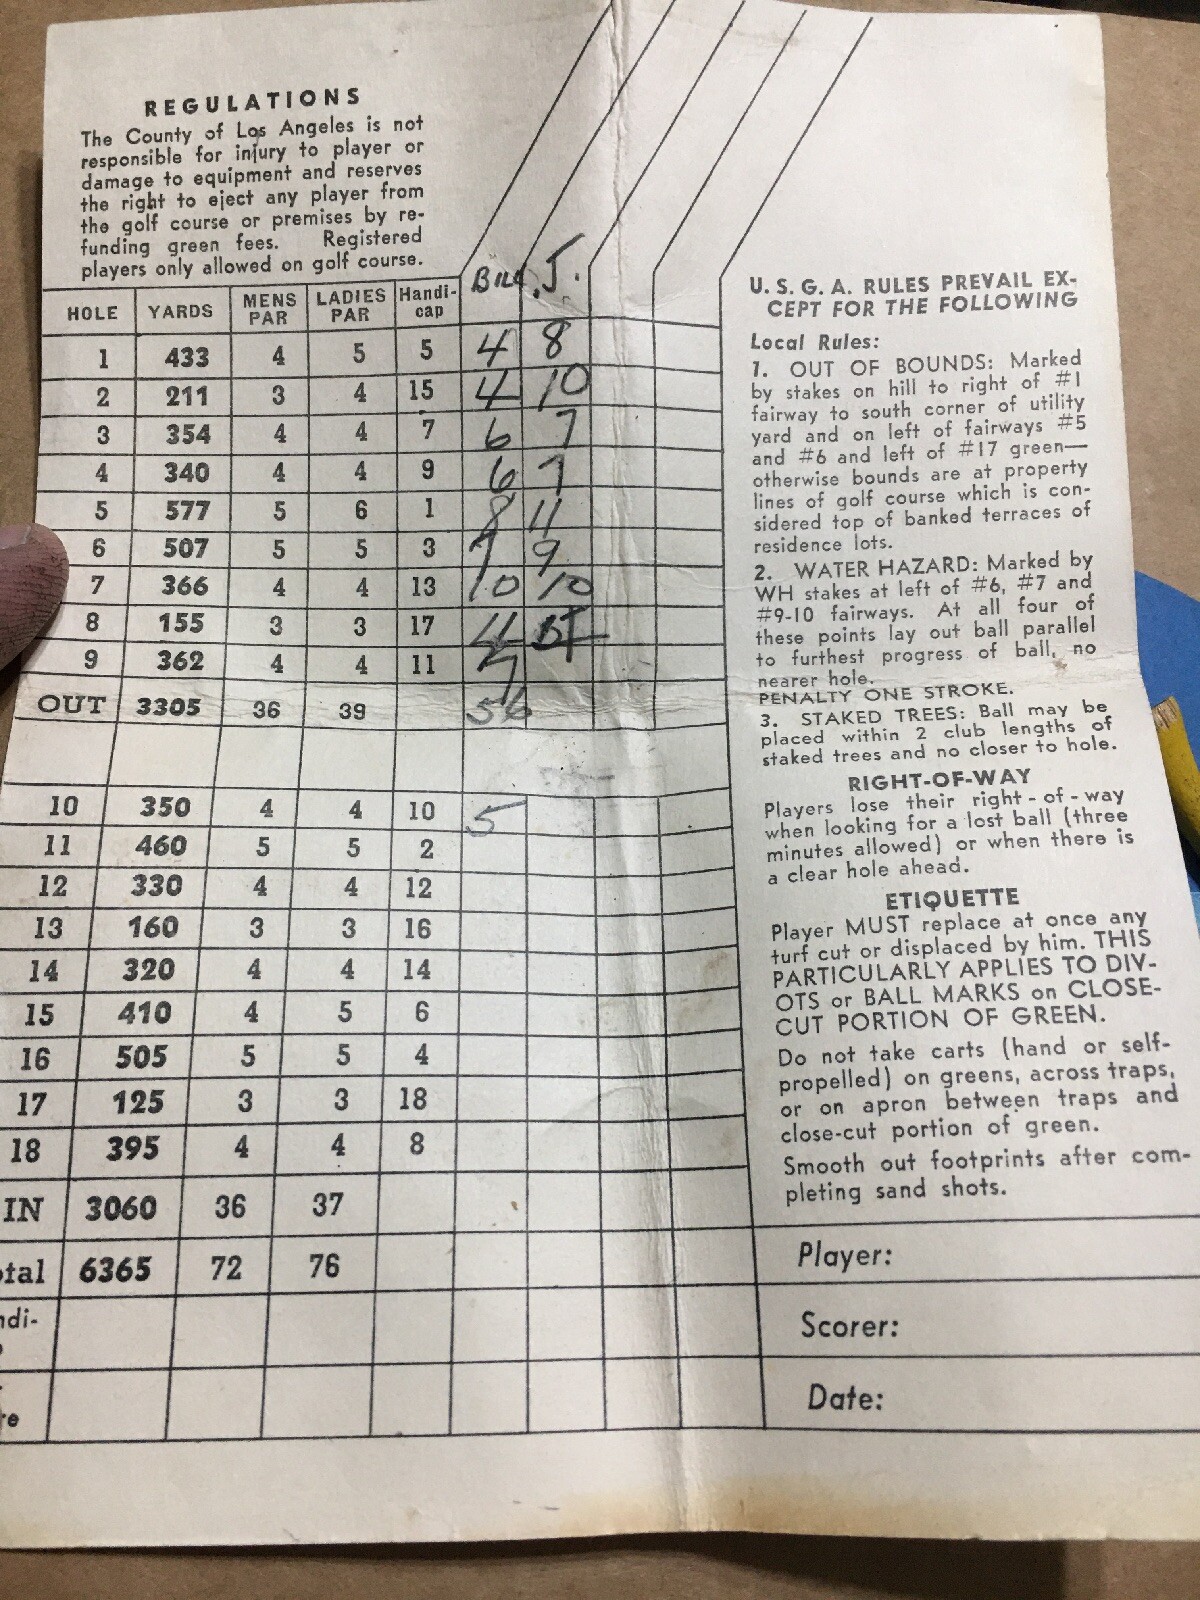 REGULATIONS
The County of Los Angeles is not
responsible for injury to player or
damage to equipment and reserves
the right to eject any player from
the golf course or premises by re-
funding green fees. Registered
players only allowed on golf course.
HOLE YARDS MENS PAR LADIES PAR Handi-cap BILL J.
1 433 4 5 5 4 8
2 211 3 4 15 4 10
3 354 4 4 7 6 7
4 340 4 4 9 6 7
5 577 5 6 1 8 11
6 507 5 5 3 7 9
7 366 4 4 13 10 10
8 155 3 3 17 4
9 362 4 4 11 7
OUT 3305 36 39 56
10 350 4 4 10 5
11 460 5 5 2
12 330 4 4 12
13 160 3 3 16
14 320 4 4 14
15 410 4 5 6
16 505 5 5 4
17 125 3 3 18
18 395 4 4 8
IN 3060 36 37
otal 6365 72 76
ndi-
re
U. S. G. A. RULES PREVAIL EX-
CEPT FOR THE FOLLOWING
Local Rules:
1. OUT OF BOUNDS: Marked
by stakes on hill to right of #1
fairway to south corner of utility
yard and on left of fairways #5
and #6 and left of #17 green—
otherwise bounds are at property
lines of golf course which is con-
sidered top of banked terraces of
residence lots.
2. WATER HAZARD: Marked by
WH stakes at left of #6, #7 and
#9-10 fairways. At all four of
these points lay out ball parallel
to furthest progress of ball, no
nearer hole.
PENALTY ONE STROKE.
3. STAKED TREES: Ball may be
placed within 2 club lengths of
staked trees and no closer to hole.
RIGHT-OF-WAY
Players lose their right-of-way
when looking for a lost ball (three
minutes allowed) or when there is
a clear hole ahead.
ETIQUETTE
Player MUST replace at once any
turf cut or displaced by him. THIS
PARTICULARLY APPLIES TO DIV-
OTS or BALL MARKS on CLOSE-
CUT PORTION OF GREEN.
Do not take carts (hand or self-
propelled) on greens, across traps,
or on apron between traps and
close-cut portion of green.
Smooth out footprints after com-
pleting sand shots.
Player:
Scorer:
Date: